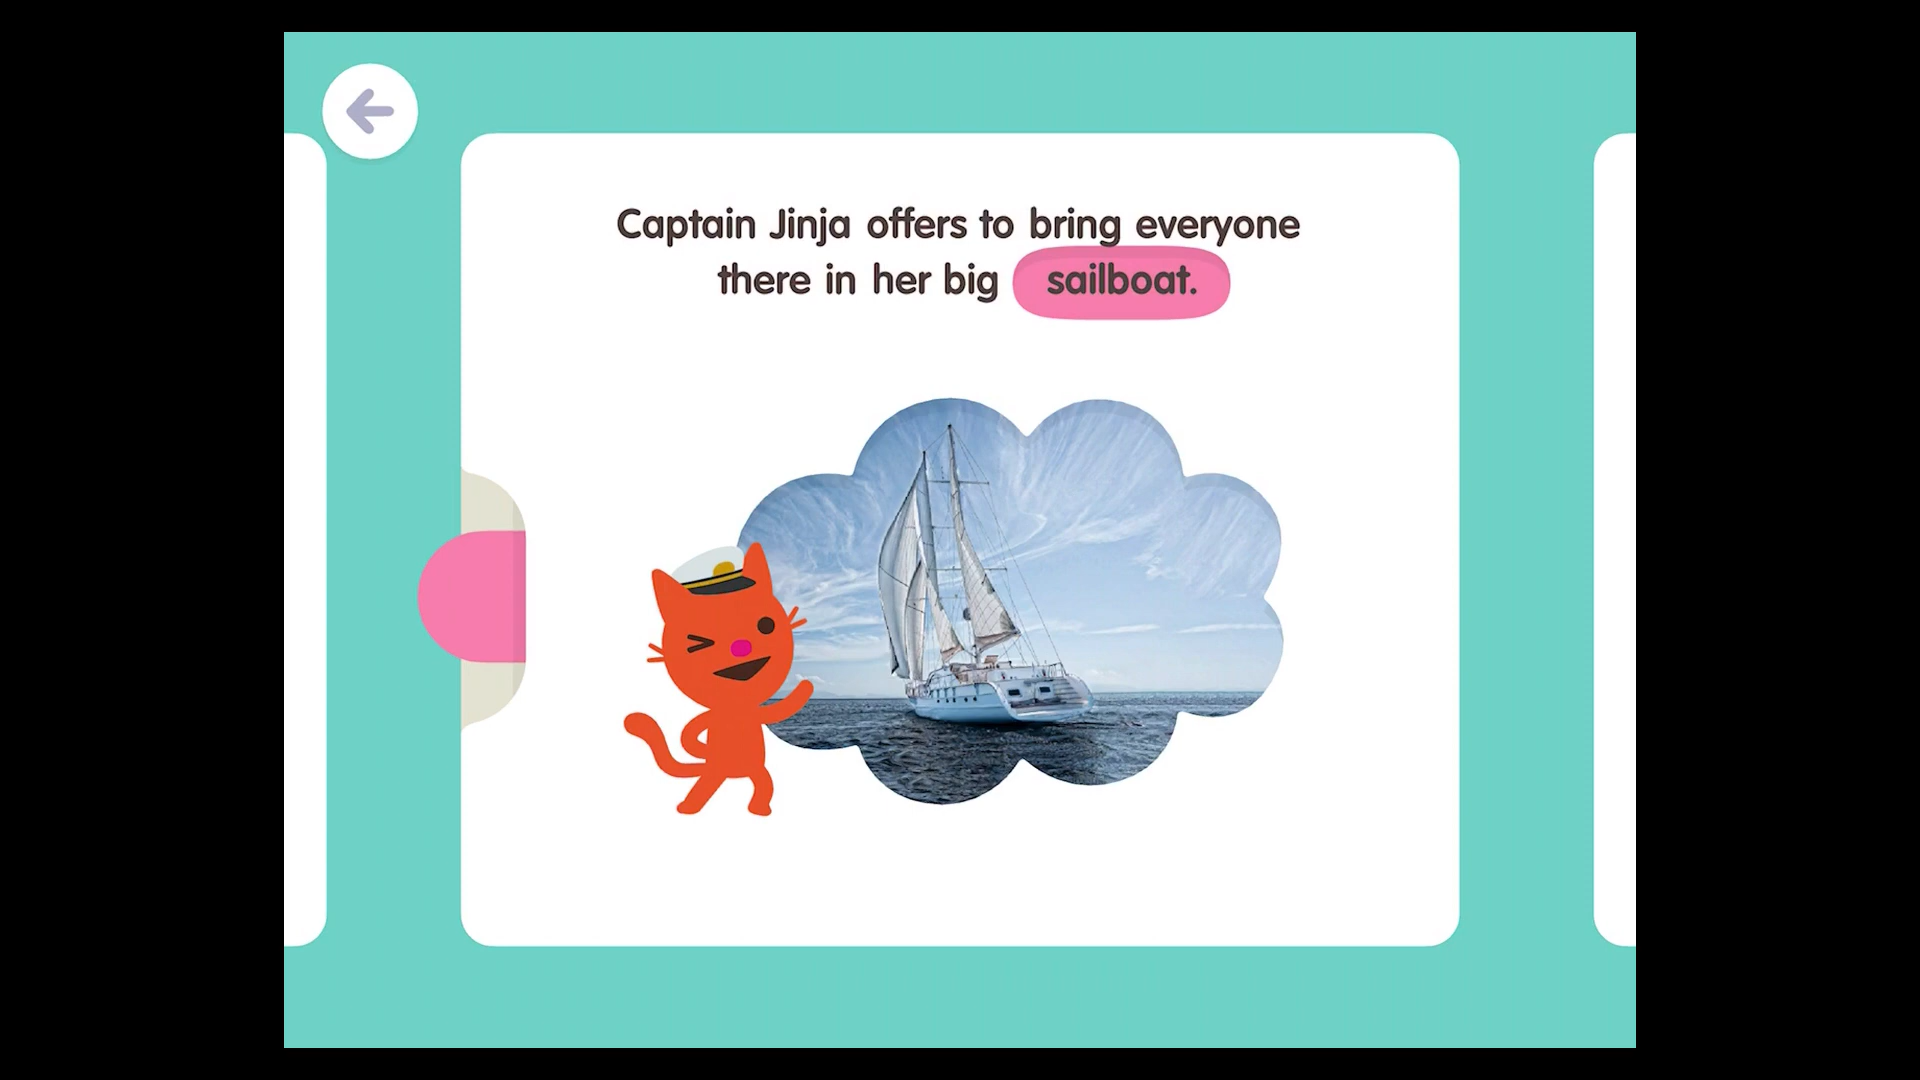 Captain Jinja offers to bring everyone
there in her big sailboat.